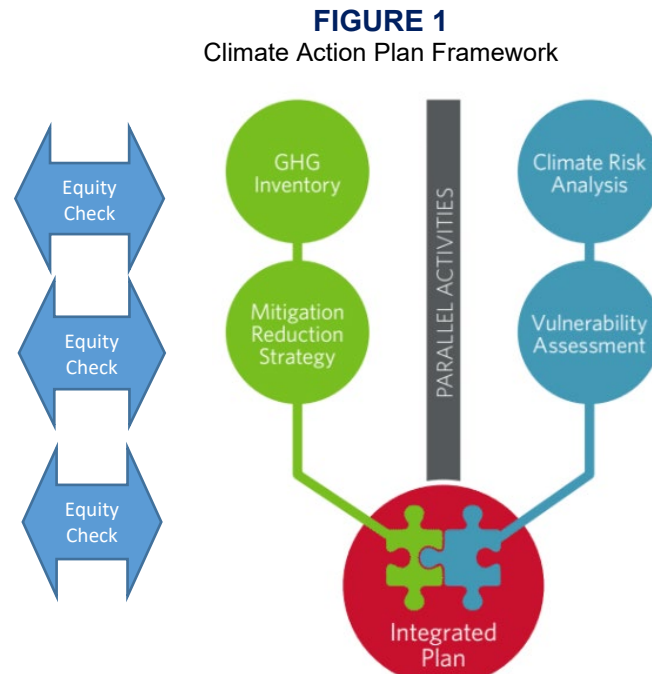 FIGURE 1
Climate Action Plan Framework
Equity
Check
GHG
Inventory
PARALLEL ACTIVITIES
Climate Risk
Analysis
Equity
Check
Mitigation
Reduction
Strategy
Vulnerability
Assessment
Equity
Check
Integrated
Plan